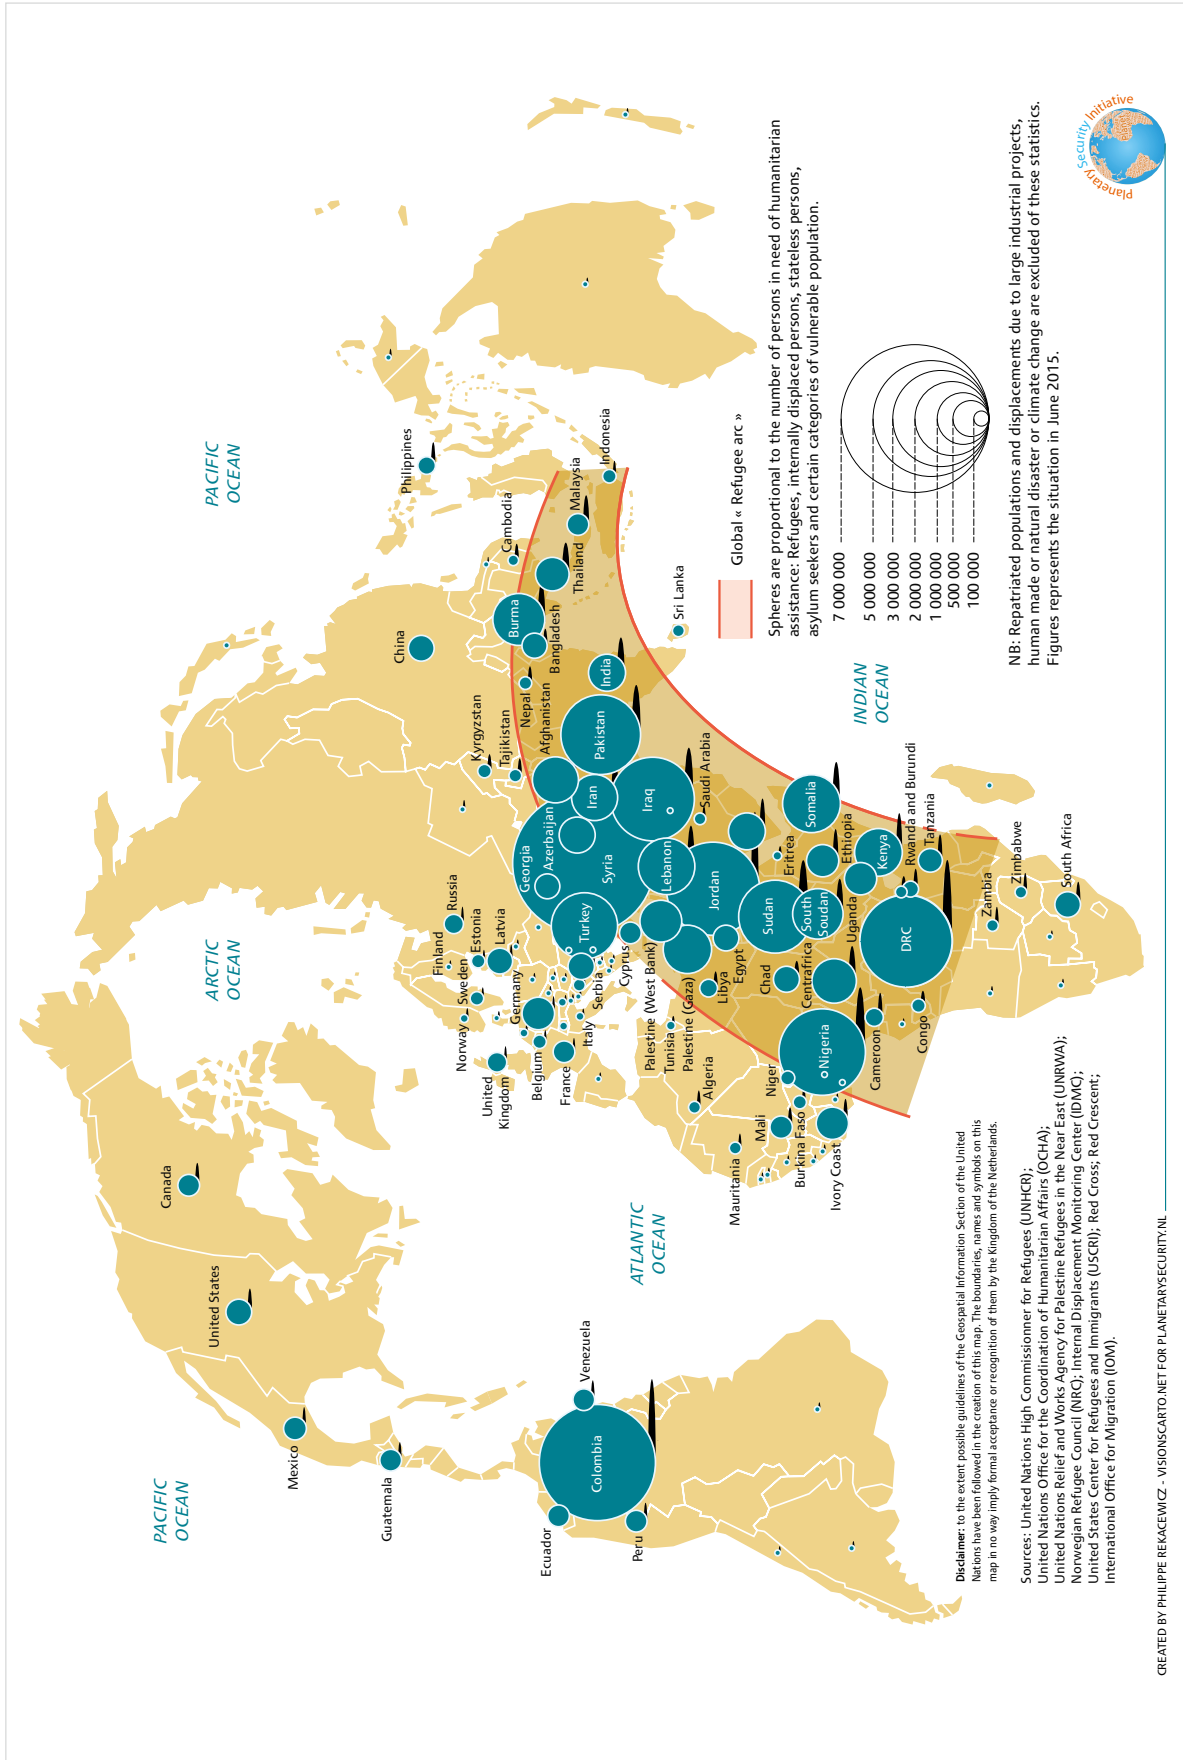 PACIFIC
OCEAN
ARCTIC
OCEAN
PACIFIC
OCEAN
ATLANTIC
OCEAN
INDIAN
OCEAN
Canada
United States
Mexico
Guatemala
Venezuela
Colombia
Ecuador
Peru
Norway
Sweden
Finland
Russia
Estonia
Latvia
Germany
United
Kingdom
Belgium
France
Italy
Serbia
Cyprus
Turkey
Georgia
Azerbaijan
Syria
Lebanon
Jordan
Iraq
Iran
Afghanistan
Pakistan
Kyrgyzstan
Tajikistan
Nepal
India
China
Burma
Bangladesh
Thailand
Cambodia
Malaysia
Philippines
Indonesia
Sri Lanka
Saudi Arabia
Palestine (West Bank)
Tunisia
Palestine (Gaza)
Algeria
Libya
Egypt
Mauritania
Mali
Niger
Burkina Faso
Ivory Coast
Nigeria
Cameroon
Congo
Chad
Centrafrica
Sudan
South
Soudan
Eritrea
Ethiopia
Somalia
Uganda
Kenya
Rwanda and Burundi
Tanzania
DRC
Zambia
Zimbabwe
South Africa
Global « Refugee arc »
Spheres are proportional to the number of persons in need of humanitarian
assistance: Refugees, internally displaced persons, stateless persons,
asylum seekers and certain categories of vulnerable population.
7 000 000
5 000 000
3 000 000
2 000 000
1 000 000
500 000
100 000
NB: Repatriated populations and displacements due to large industrial projects,
human made or natural disaster or climate change are excluded of these statistics.
Figures represents the situation in June 2015.
Disclaimer: to the extent possible guidelines of the Geospatial Information Section of the United
Nations have been followed in the creation of this map. The boundaries, names and symbols on this
map in no way imply formal acceptance or recognition of them by the Kingdom of the Netherlands.
Sources: United Nations High Commissionner for Refugees (UNHCR);
United Nations Office for the Coordination of Humanitarian Affairs (OCHA);
United Nations Relief and Works Agency for Palestine Refugees in the Near East (UNRWA);
Norwegian Refugee Council (NRC); Internal Displacement Monitoring Center (IDMC);
United States Center for Refugees and Immigrants (USCRI); Red Cross; Red Crescent;
International Office for Migration (IOM).
CREATED BY PHILIPPE REKACEWICZ - VISIONSCARTO.NET FOR PLANETARYSECURITY.NL
Planetary Security Initiative